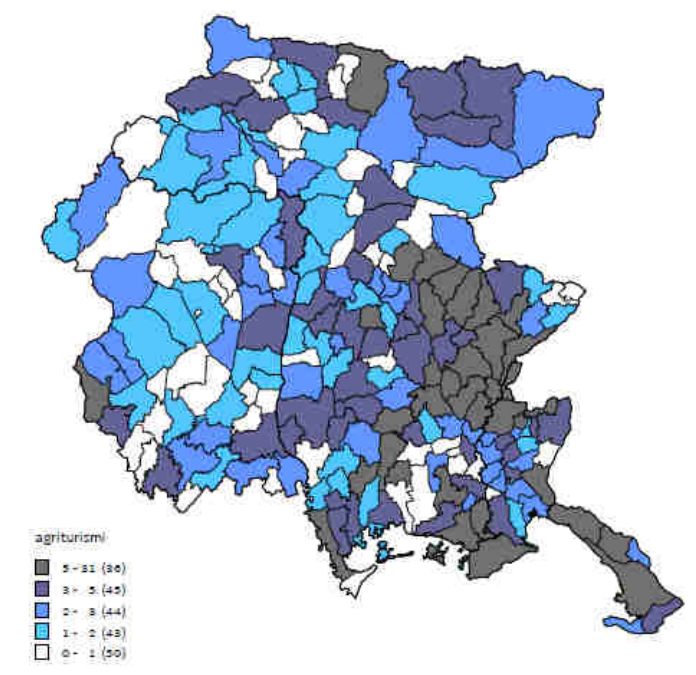 agriturismi
5 - 31 (36)
3 - 5 (45)
2 - 3 (44)
1 - 2 (43)
0 - 1 (50)